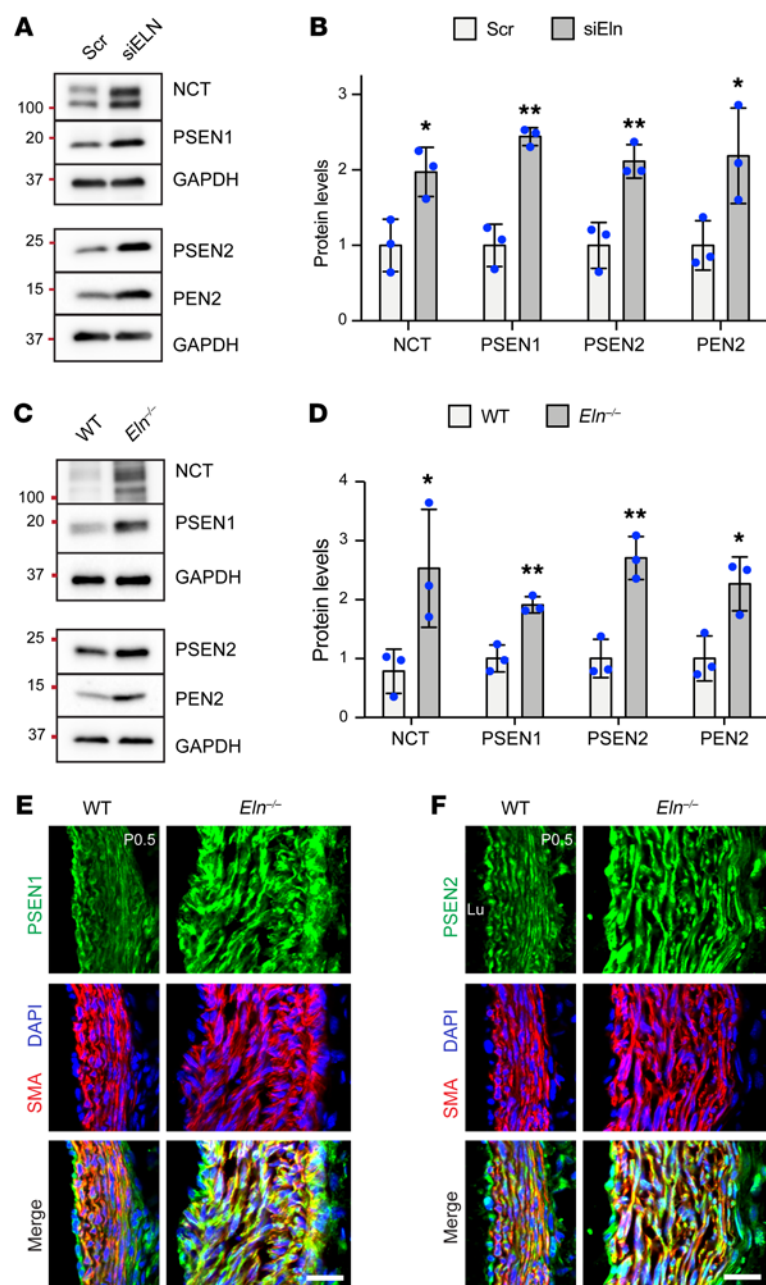 A
Scr siELN
NCT
100
20
PSEN1
37
GAPDH
25
PSEN2
15
PEN2
37
GAPDH
B
Scr siEln
Protein levels
3
2
1
0
* ** ** *
NCT PSEN1 PSEN2 PEN2
C
WT Eln–/–
NCT
100
20
PSEN1
37
GAPDH
25
PSEN2
15
PEN2
37
GAPDH
D
WT Eln–/–
Protein levels
4
3
2
1
0
* ** ** *
NCT PSEN1 PSEN2 PEN2
E
WT Eln–/–
P0.5
PSEN1
SMA DAPI
Merge
F
WT Eln–/–
P0.5
Lu
PSEN2
SMA DAPI
Merge